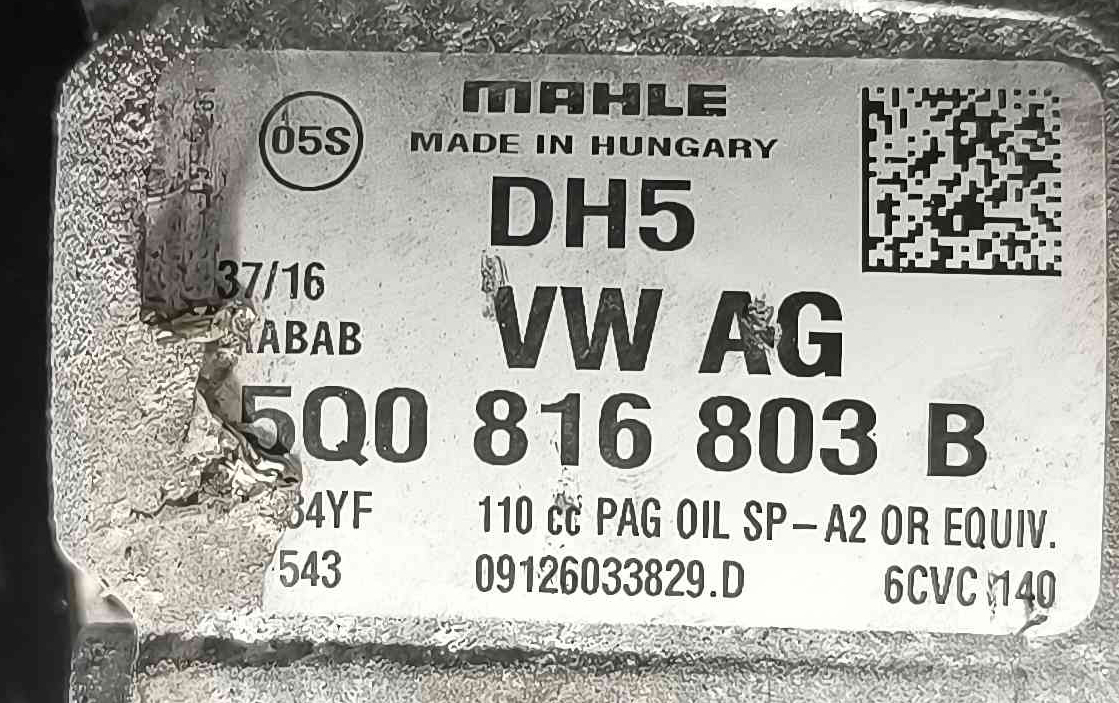 05S
MAHLE
MADE IN HUNGARY
DH5
37/16
VW AG
ABAB
5Q0 816 803 B
34YF 110 cc PAG OIL SP-A2 OR EQUIV.
543 09126033829.D 6CVC 140